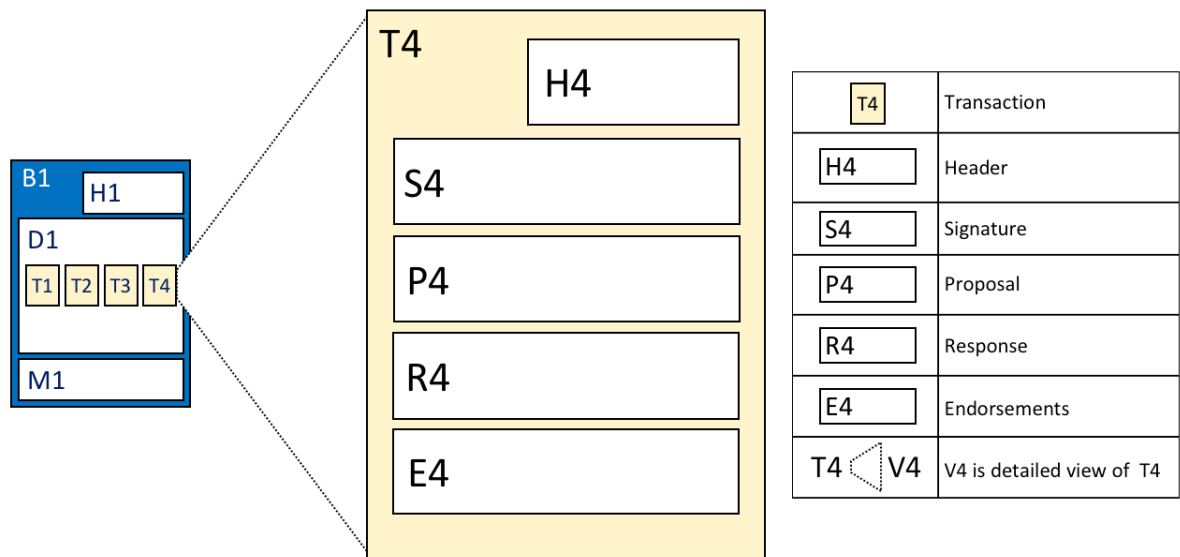 B1
H1
D1
T1 T2 T3 T4
M1
T4
H4
S4
P4
R4
E4
T4 Transaction
H4 Header
S4 Signature
P4 Proposal
R4 Response
E4 Endorsements
T4 V4 V4 is detailed view of T4